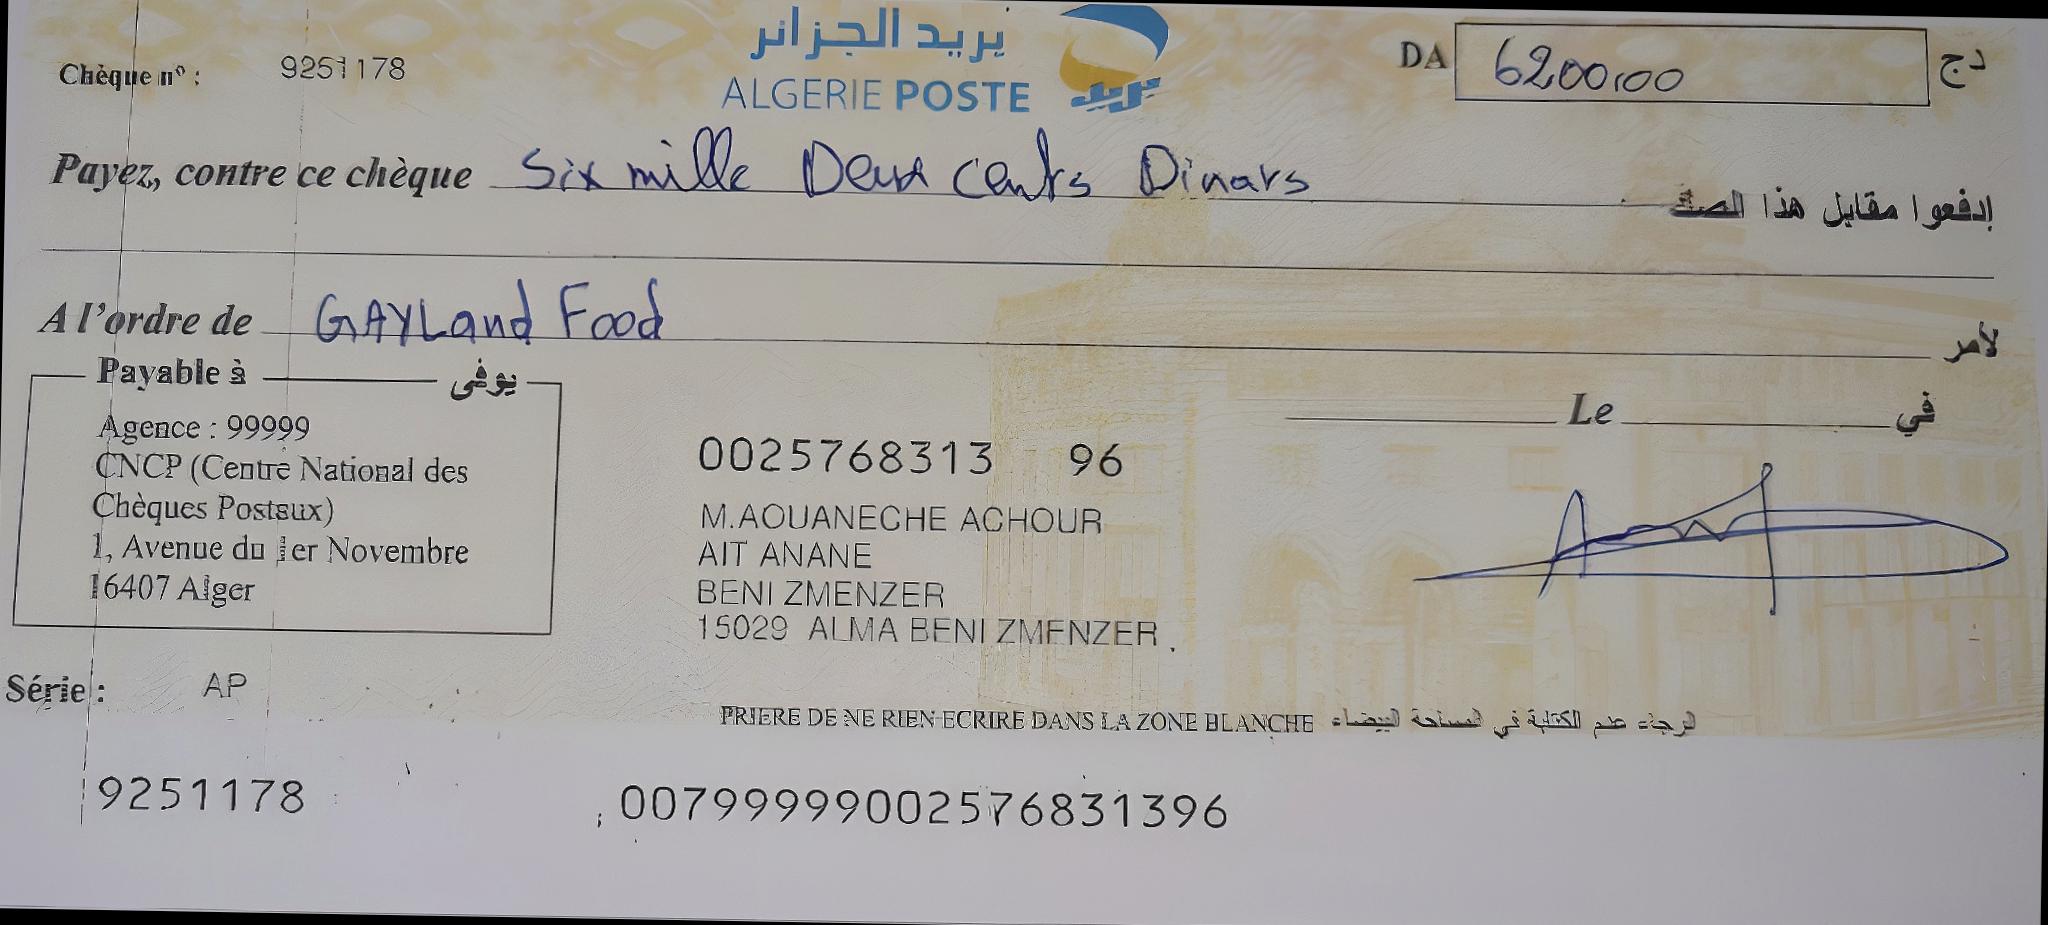 بريد الجزائر
ALGERIE POSTE
بريد
Chèque n° : 9251178
DA 6200,00 دج
Payez, contre ce chèque Six mille Deux cents Dinars إدفعوا مقابل هذا الصك
A l'ordre de GAYLand Food لأمر
Payable à يوفى
Agence : 99999
CNCP (Centre National des
Chèques Postaux)
1, Avenue du 1er Novembre
16407 Alger
Le في
0025768313 96
M.AOUANECHE ACHOUR
AIT ANANE
BENI ZMENZER
15029 ALMA BENI ZMENZER
Série : AP
PRIERE DE NE RIEN ECRIRE DANS LA ZONE BLANCHE الرجاء عدم الكتابة في المساحة البيضاء
9251178 00799999002576831396